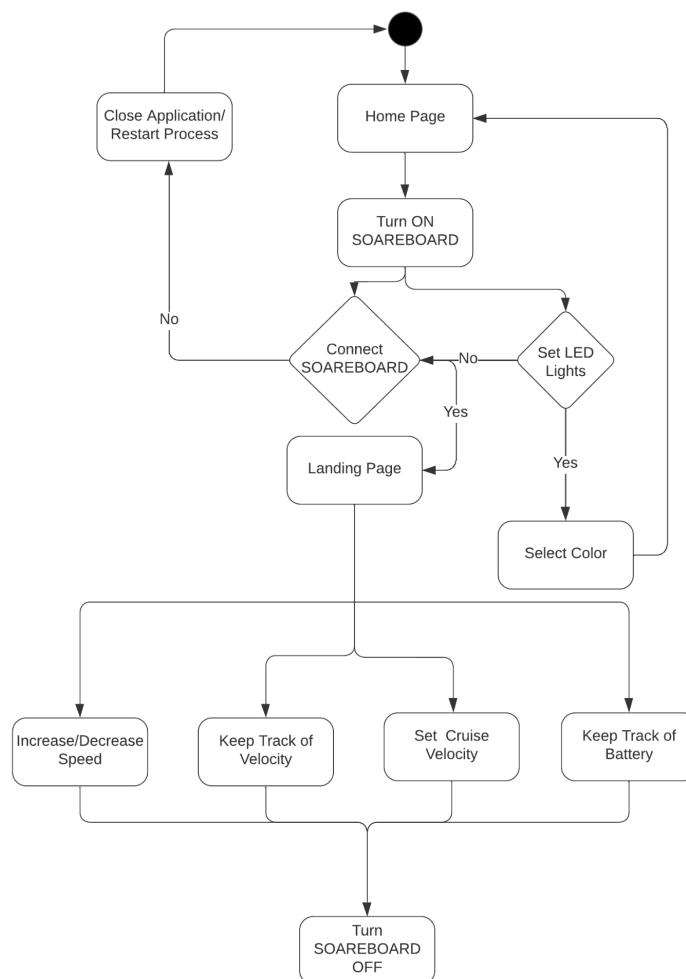 Close Application/
Restart Process
Home Page
Turn ON
SOAREBOARD
No
Connect
SOAREBOARD
No
Set LED
Lights
Yes
Landing Page
Yes
Select Color
Increase/Decrease
Speed
Keep Track of
Velocity
Set Cruise
Velocity
Keep Track of
Battery
Turn
SOAREBOARD
OFF